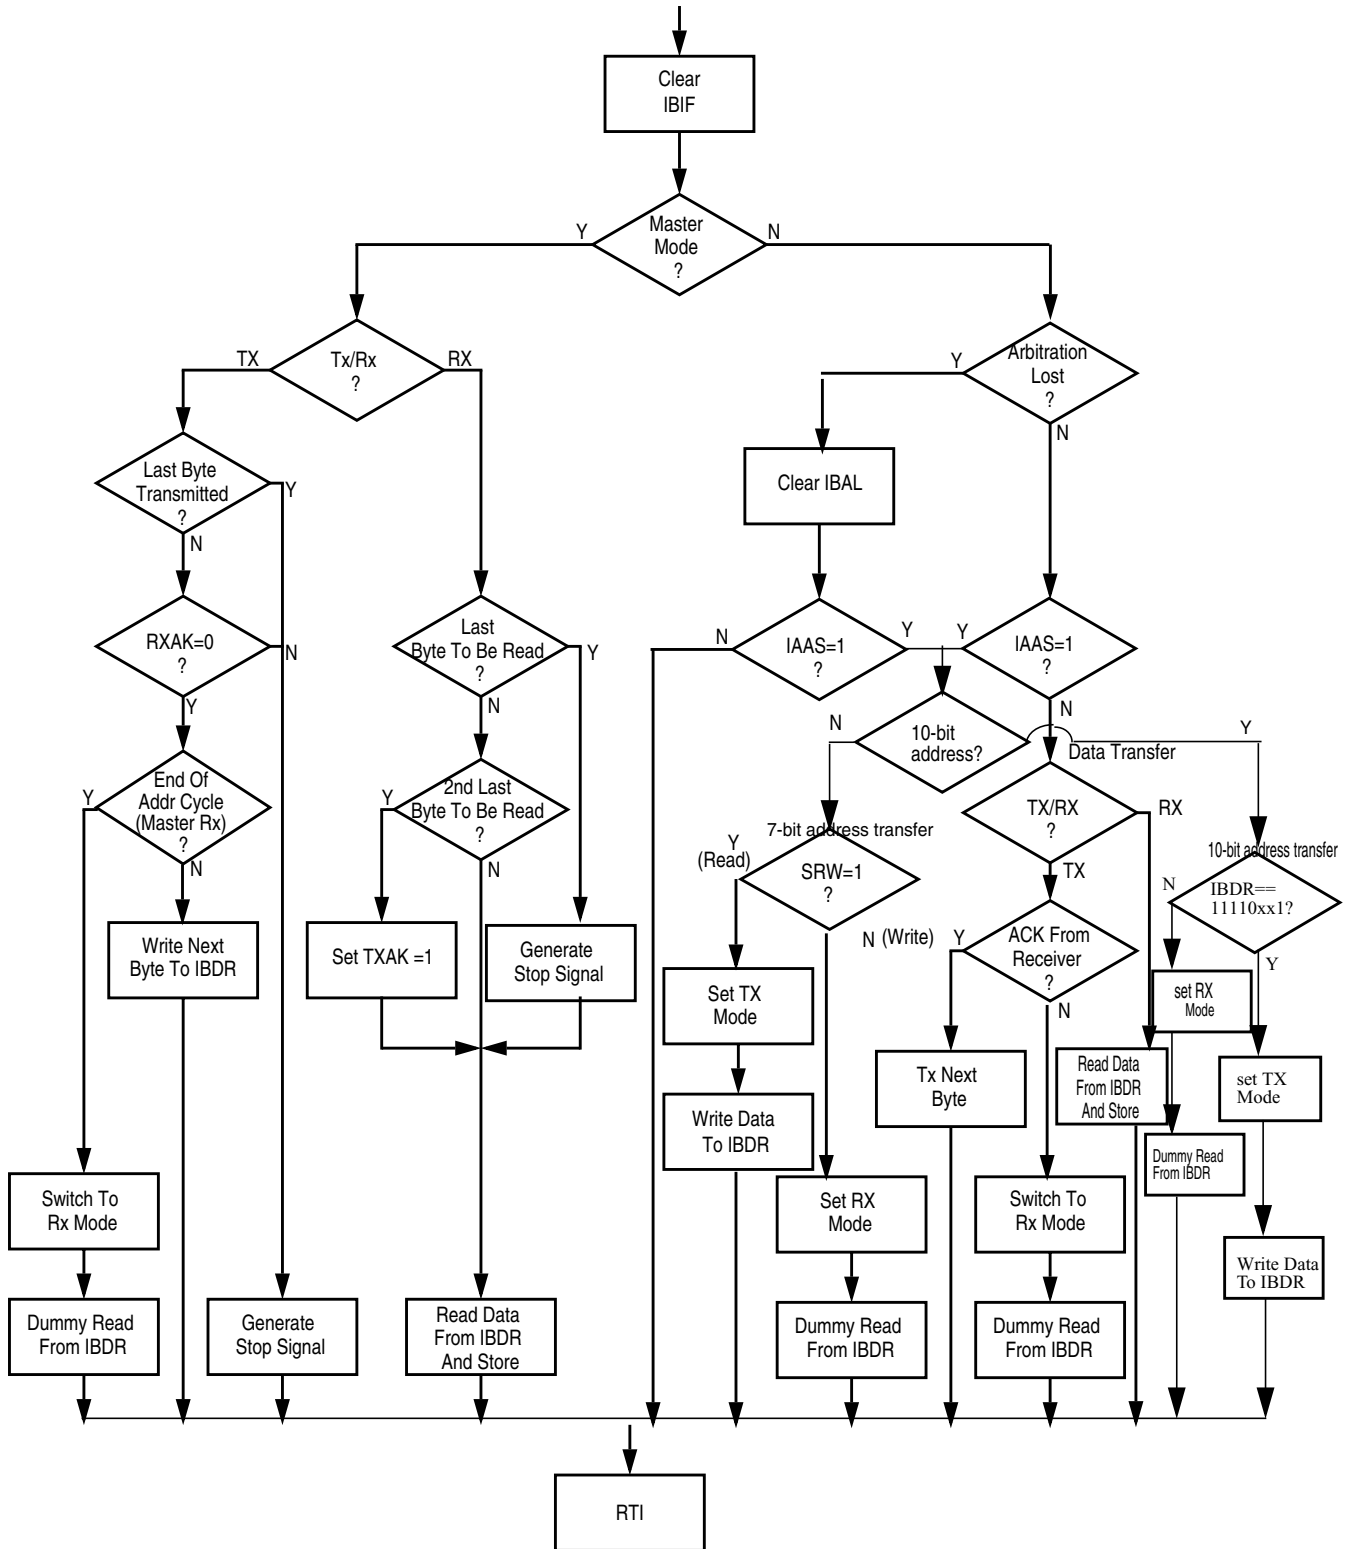 Clear
IBIF
Y
Master
Mode
?
N
TX
Tx/Rx
?
RX
Y
Arbitration
Lost
?
N
Last Byte
Transmitted
?
Y
N
Clear IBAL
RXAK=0
?
N
Y
Last
Byte To Be Read
?
Y
N
N
IAAS=1
?
Y
Y
IAAS=1
?
N
N
10-bit
address?
Y
Data Transfer
Y
End Of
Addr Cycle
(Master Rx)
?
N
Y
2nd Last
Byte To Be Read
?
N
7-bit address transfer
Y
(Read)
SRW=1
?
N (Write)
TX/RX
?
RX
TX
10-bit address transfer
N
IBDR==
11110xx1?
Y
Y
ACK From
Receiver
?
N
Write Next
Byte To IBDR
Set TXAK =1
Generate
Stop Signal
Set TX
Mode
set RX
Mode
Tx Next
Byte
Read Data
From IBDR
And Store
set TX
Mode
Write Data
To IBDR
Dummy Read
From IBDR
Switch To
Rx Mode
Set RX
Mode
Switch To
Rx Mode
Write Data
To IBDR
Dummy Read
From IBDR
Generate
Stop Signal
Read Data
From IBDR
And Store
Dummy Read
From IBDR
Dummy Read
From IBDR
RTI